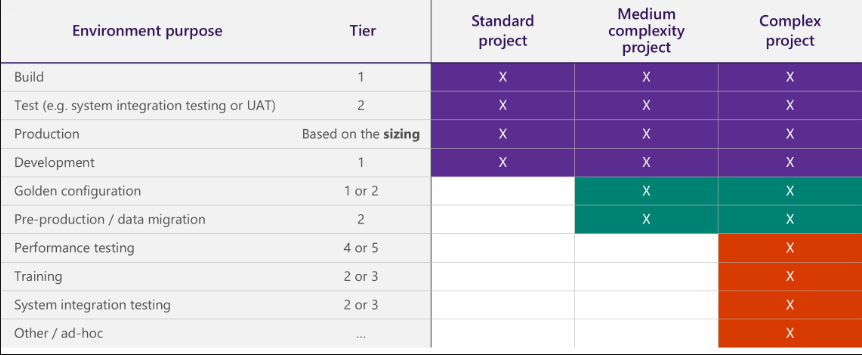 Environment purpose Tier Standard project Medium complexity project Complex project
Build 1 X X X
Test (e.g. system integration testing or UAT) 2 X X X
Production Based on the sizing X X X
Development 1 X X X
Golden configuration 1 or 2 X X
Pre-production / data migration 2 X X
Performance testing 4 or 5 X
Training 2 or 3 X
System integration testing 2 or 3 X
Other / ad-hoc ... X